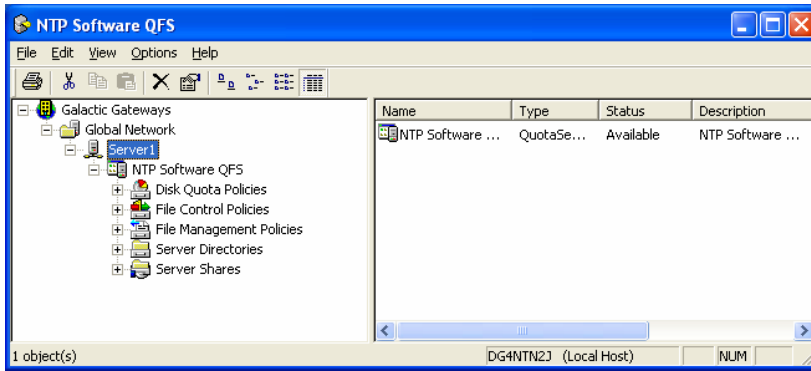 NTP Software QFS
File Edit View Options Help
Galactic Gateways
Global Network
Server1
NTP Software QFS
Disk Quota Policies
File Control Policies
File Management Policies
Server Directories
Server Shares
Name Type Status Description
NTP Software ... QuotaSe... Available NTP Software ...
1 object(s) DG4NTN2J (Local Host) NUM